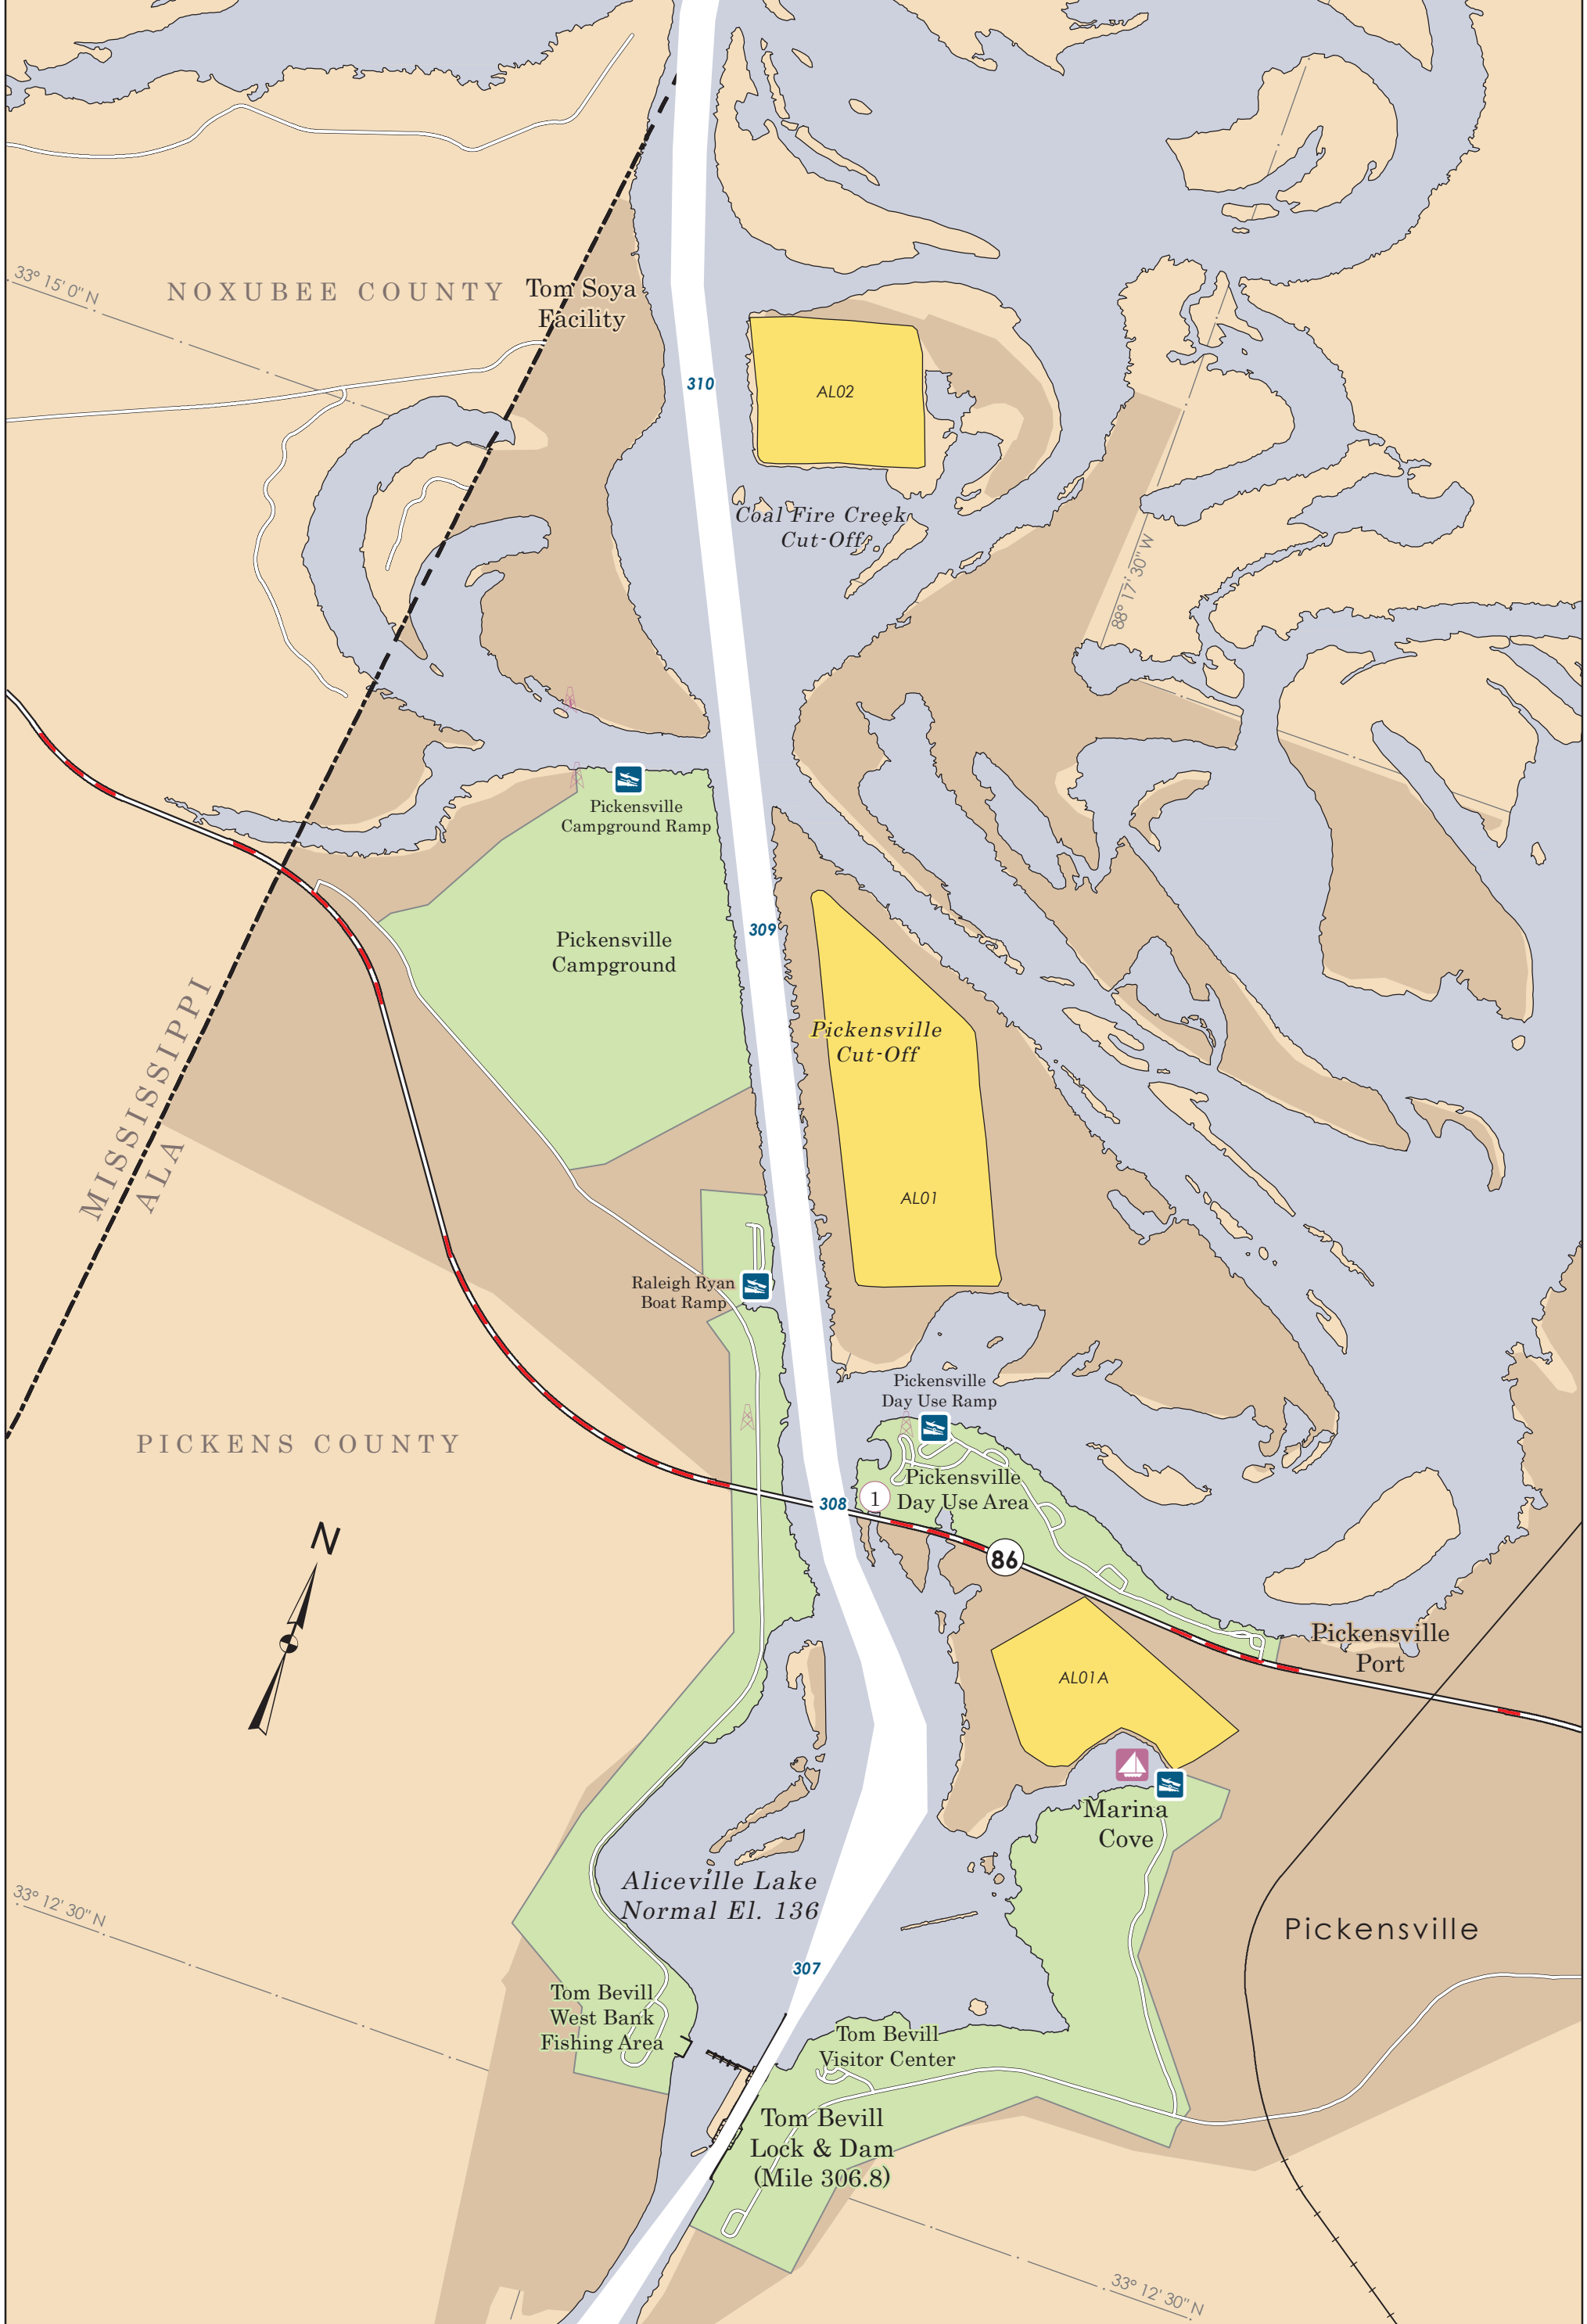 33° 15' 0" N
NOXUBEE COUNTY
Tom Soya
Facility
310
AL02
Coal Fire Creek
Cut-Off
88° 17' 30" W
Pickensville
Campground Ramp
309
Pickensville
Campground
Pickensville
Cut-Off
MISSISSIPPI
ALA
AL01
Raleigh Ryan
Boat Ramp
Pickensville
Day Use Ramp
PICKENS COUNTY
Pickensville
Day Use Area
1
308
86
N
Pickensville
Port
AL01A
Marina
Cove
Aliceville Lake
Normal El. 136
33° 12' 30" N
Pickensville
307
Tom Bevill
West Bank
Fishing Area
Tom Bevill
Visitor Center
Tom Bevill
Lock & Dam
(Mile 306.8)
33° 12' 30" N